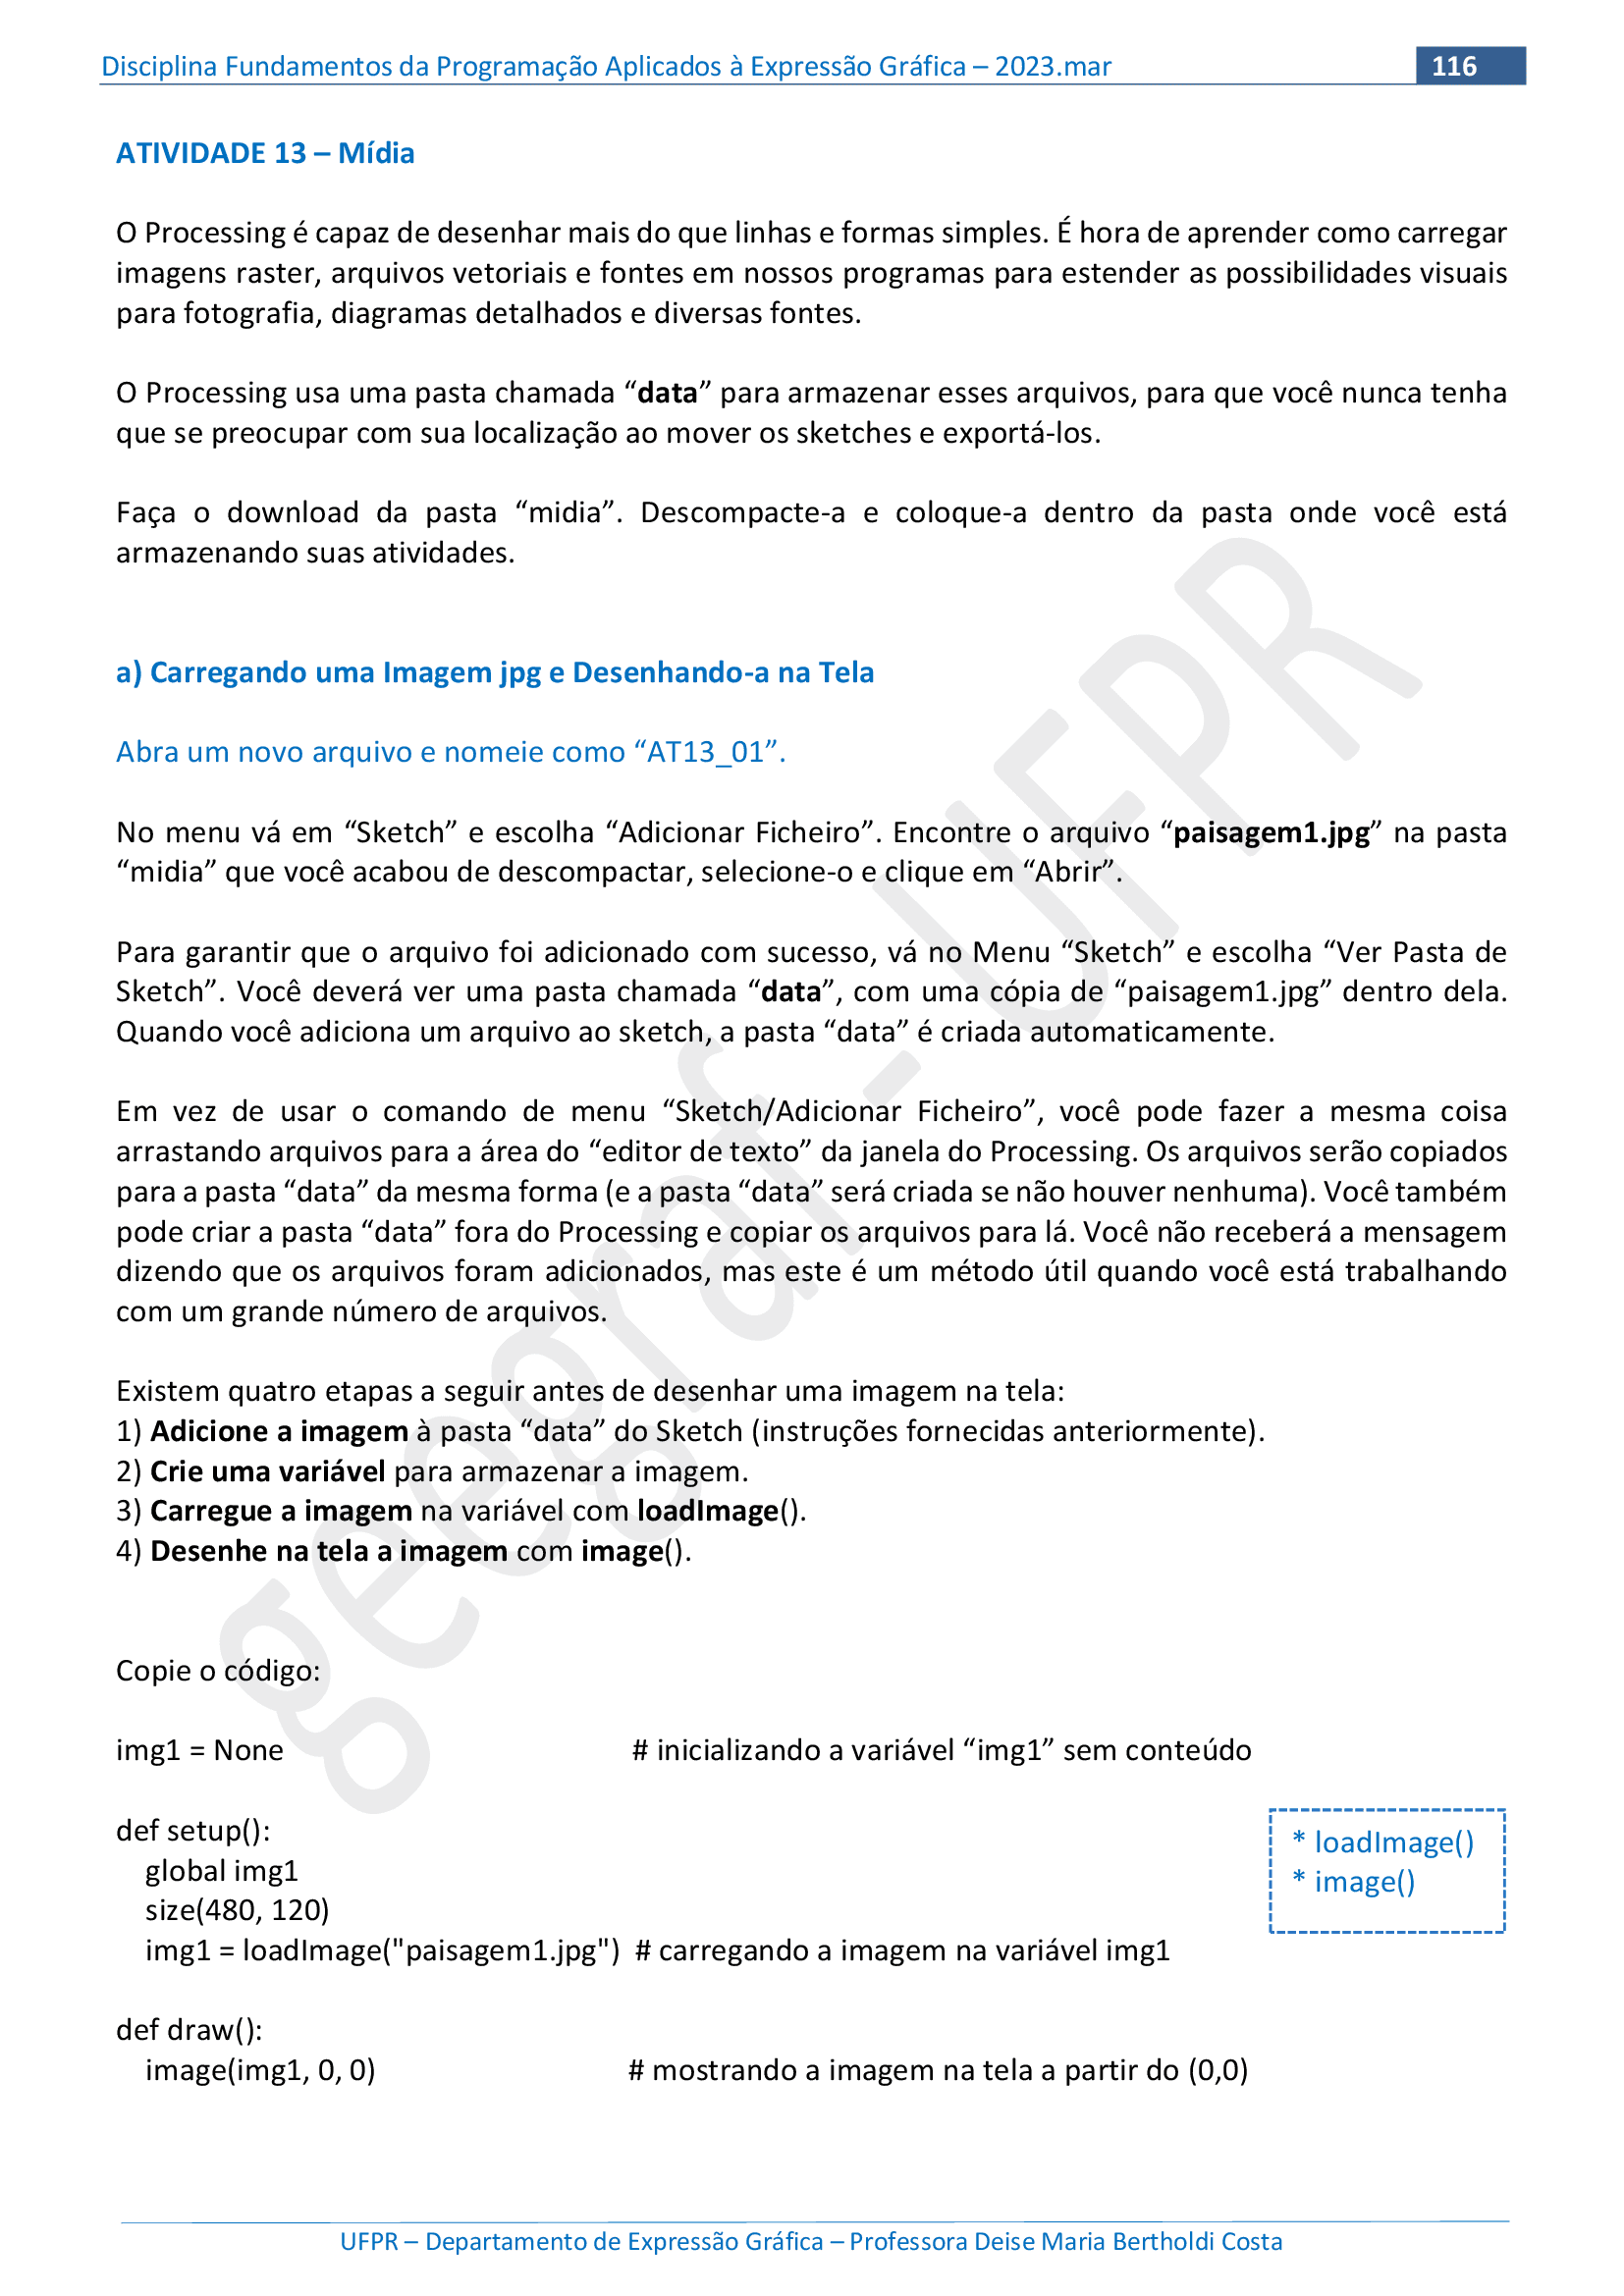 Disciplina Fundamentos da Programação Aplicados à Expressão Gráfica – 2023.mar
116
ATIVIDADE 13 – Mídia
O Processing é capaz de desenhar mais do que linhas e formas simples. É hora de aprender como carregar
imagens raster, arquivos vetoriais e fontes em nossos programas para estender as possibilidades visuais
para fotografia, diagramas detalhados e diversas fontes.
O Processing usa uma pasta chamada “data” para armazenar esses arquivos, para que você nunca tenha
que se preocupar com sua localização ao mover os sketches e exportá-los.
Faça o download da pasta “midia”. Descompacte-a e coloque-a dentro da pasta onde você está
armazenando suas atividades.
a) Carregando uma Imagem jpg e Desenhando-a na Tela
Abra um novo arquivo e nomeie como “AT13_01”.
No menu vá em “Sketch” e escolha “Adicionar Ficheiro”. Encontre o arquivo “paisagem1.jpg” na pasta
“midia” que você acabou de descompactar, selecione-o e clique em “Abrir”.
Para garantir que o arquivo foi adicionado com sucesso, vá no Menu “Sketch” e escolha “Ver Pasta de
Sketch”. Você deverá ver uma pasta chamada “data”, com uma cópia de “paisagem1.jpg” dentro dela.
Quando você adiciona um arquivo ao sketch, a pasta “data” é criada automaticamente.
Em vez de usar o comando de menu “Sketch/Adicionar Ficheiro”, você pode fazer a mesma coisa
arrastando arquivos para a área do “editor de texto” da janela do Processing. Os arquivos serão copiados
para a pasta “data” da mesma forma (e a pasta “data” será criada se não houver nenhuma). Você também
pode criar a pasta “data” fora do Processing e copiar os arquivos para lá. Você não receberá a mensagem
dizendo que os arquivos foram adicionados, mas este é um método útil quando você está trabalhando
com um grande número de arquivos.
Existem quatro etapas a seguir antes de desenhar uma imagem na tela:
1) Adicione a imagem à pasta “data” do Sketch (instruções fornecidas anteriormente).
2) Crie uma variável para armazenar a imagem.
3) Carregue a imagem na variável com loadImage().
4) Desenhe na tela a imagem com image().
Copie o código:
img1 = None # inicializando a variável “img1” sem conteúdo
def setup():
global img1
size(480, 120)
img1 = loadImage("paisagem1.jpg") # carregando a imagem na variável img1
* loadImage()
* image()
def draw():
image(img1, 0, 0) # mostrando a imagem na tela a partir do (0,0)
geegraf - UFPR
UFPR – Departamento de Expressão Gráfica – Professora Deise Maria Bertholdi Costa